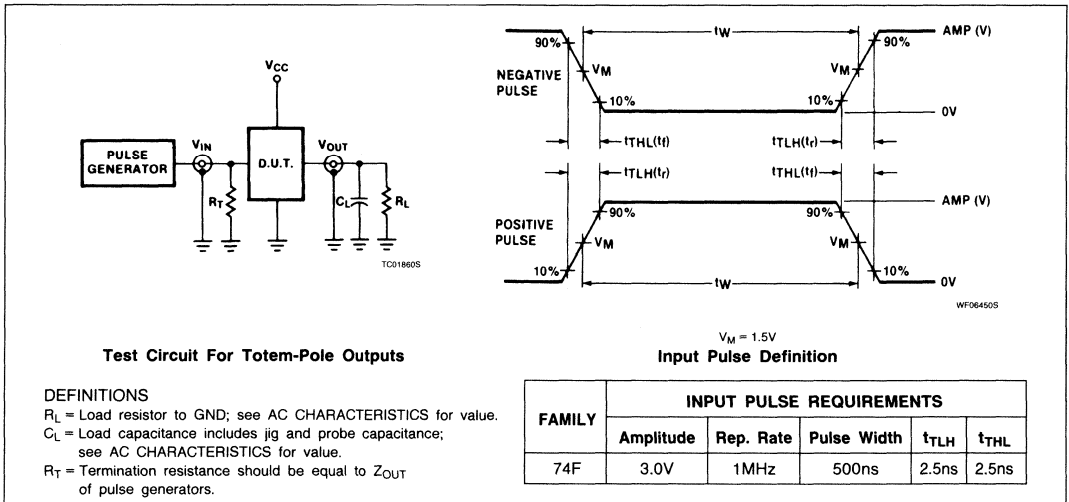 VCC
PULSE GENERATOR
VIN
D.U.T.
VOUT
RT
CL
RL
TC01860S
Test Circuit For Totem-Pole Outputs
tW
AMP (V)
90%
90%
NEGATIVE PULSE
VM
VM
10%
10%
0V
tTHL(tf)
tTLH(tr)
tTLH(tr)
tTHL(tf)
AMP (V)
90%
90%
POSITIVE PULSE
VM
VM
10%
10%
tW
0V
WF06450S
VM = 1.5V
Input Pulse Definition
DEFINITIONS
RL = Load resistor to GND; see AC CHARACTERISTICS for value.
CL = Load capacitance includes jig and probe capacitance;
see AC CHARACTERISTICS for value.
RT = Termination resistance should be equal to ZOUT
of pulse generators.
FAMILY
INPUT PULSE REQUIREMENTS
Amplitude Rep. Rate Pulse Width tTLH tTHL
74F 3.0V 1MHz 500ns 2.5ns 2.5ns